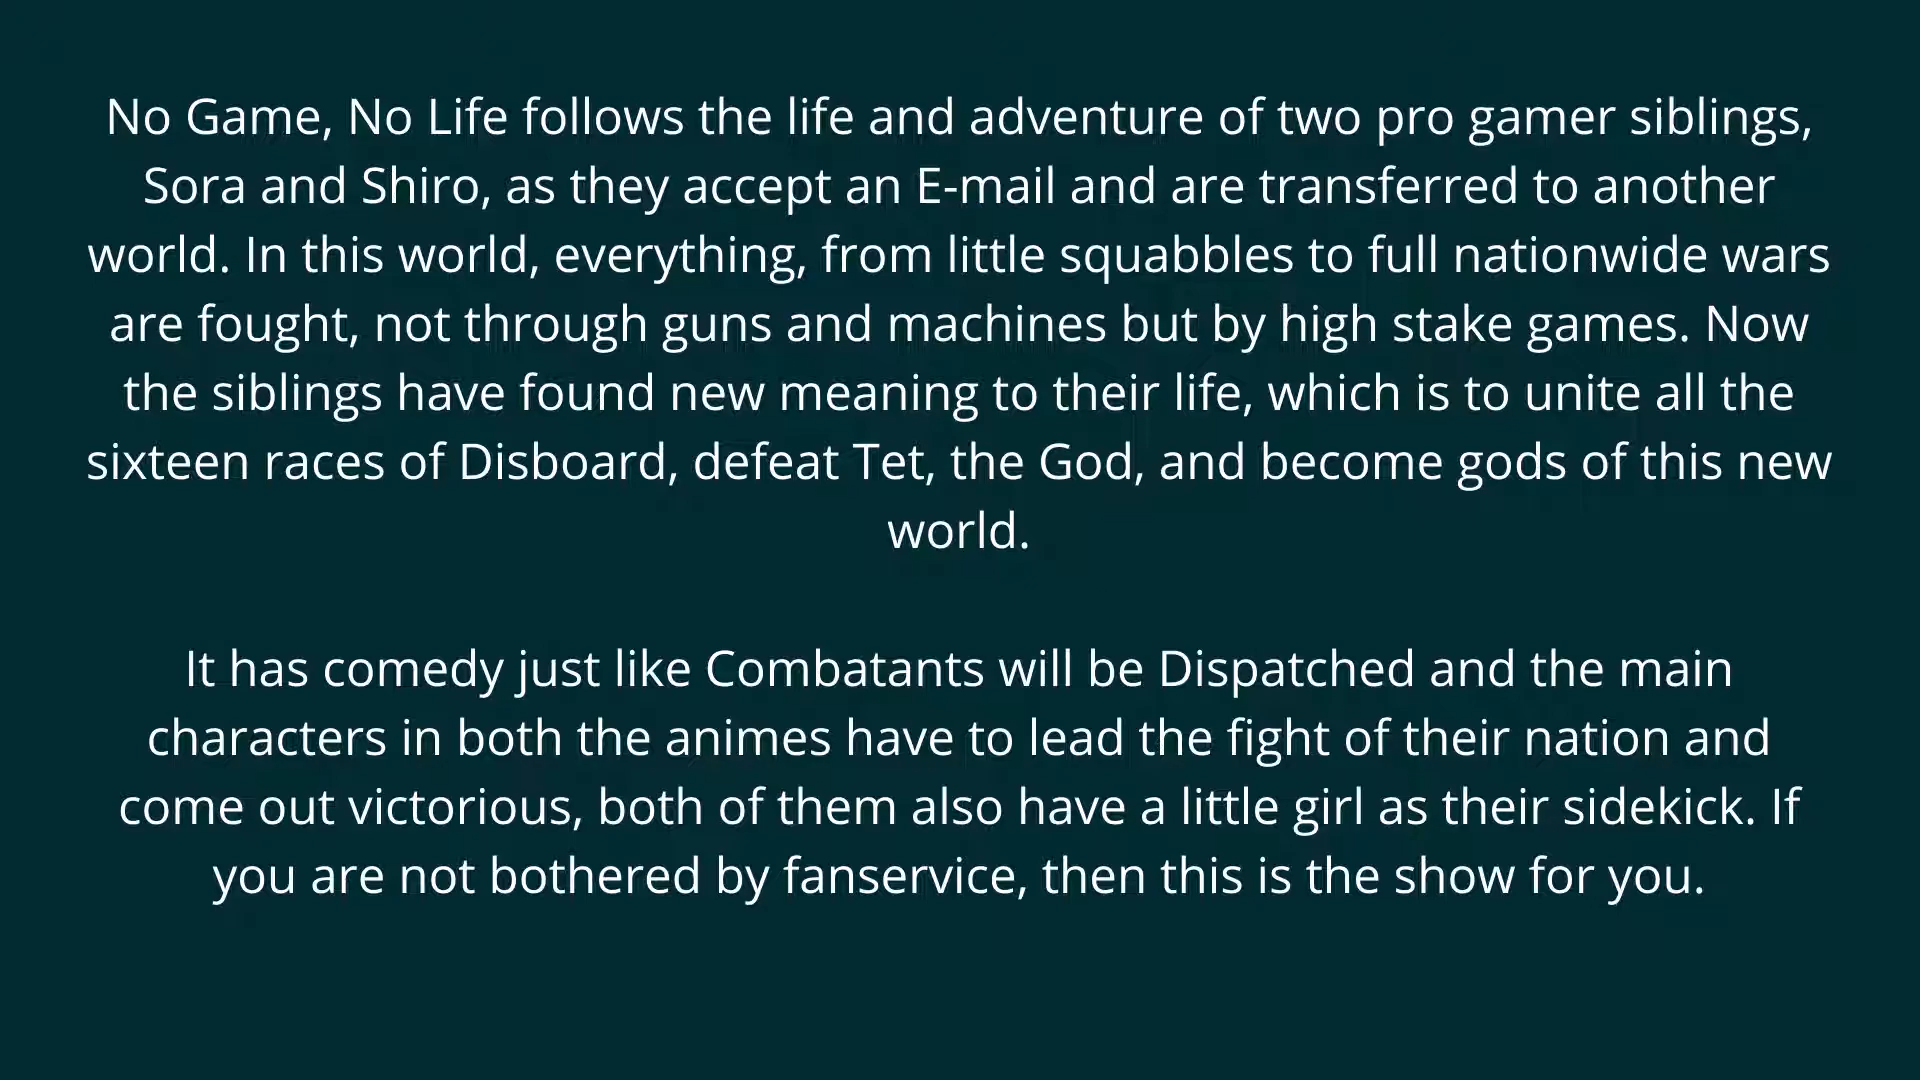 No Game, No Life follows the life and adventure of two pro gamer siblings,
Sora and Shiro, as they accept an E-mail and are transferred to another
world. In this world, everything, from little squabbles to full nationwide wars
are fought, not through guns and machines but by high stake games. Now
the siblings have found new meaning to their life, which is to unite all the
sixteen races of Disboard, defeat Tet, the God, and become gods of this new
world.
It has comedy just like Combatants will be Dispatched and the main
characters in both the animes have to lead the fight of their nation and
come out victorious, both of them also have a little girl as their sidekick. If
you are not bothered by fanservice, then this is the show for you.